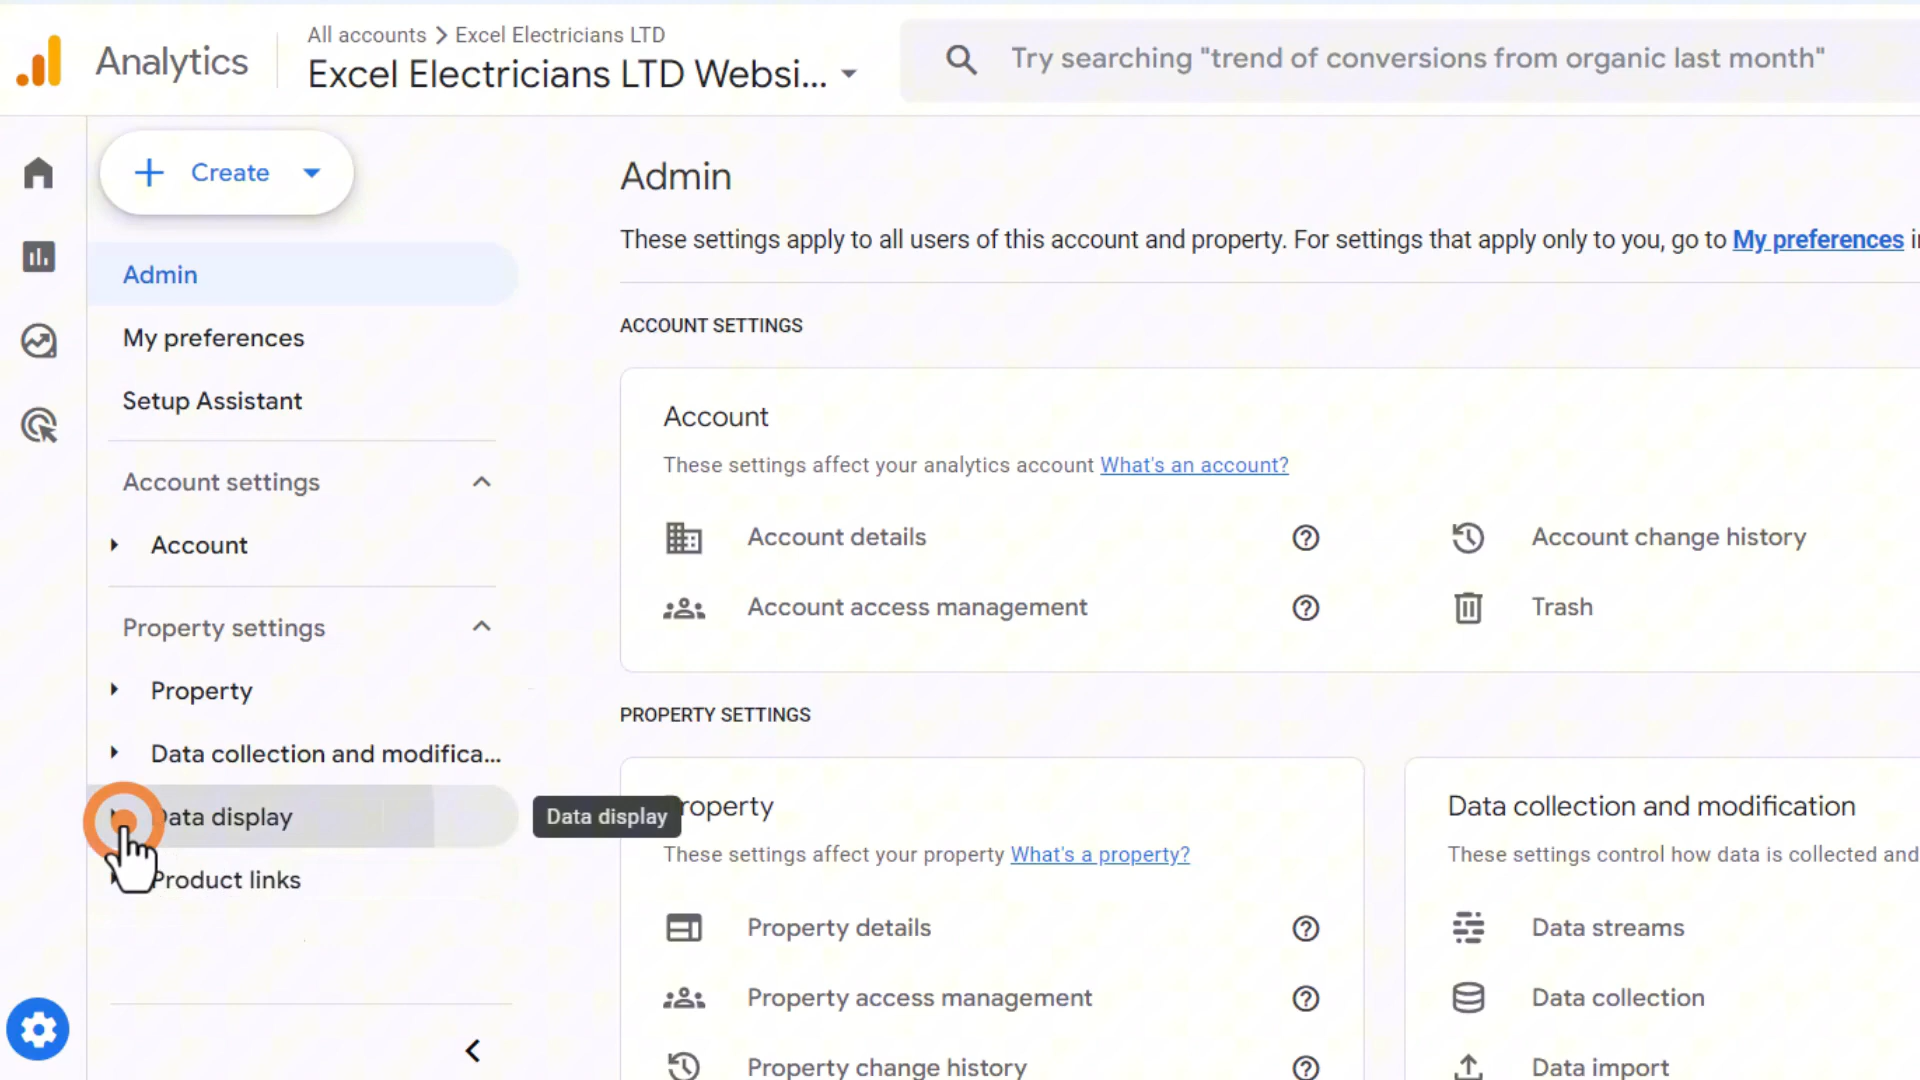 Analytics
All accounts > Excel Electricians LTD
Excel Electricians LTD Websi...
Try searching "trend of conversions from organic last month"
Create
Admin
My preferences
Setup Assistant
Account settings
Account
Property settings
Property
Data collection and modifica...
Data display
Product links
Data display
Admin
These settings apply to all users of this account and property. For settings that apply only to you, go to My preferences
ACCOUNT SETTINGS
Account
These settings affect your analytics account What's an account?
Account details
Account change history
Account access management
Trash
PROPERTY SETTINGS
Property
These settings affect your property What's a property?
Property details
Property access management
Property change history
Data collection and modification
These settings control how data is collected and
Data streams
Data collection
Data import